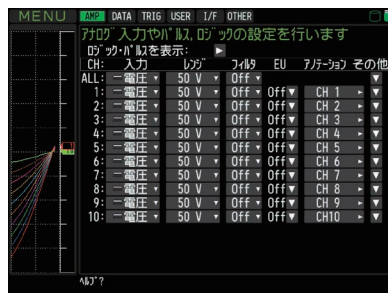 MENU AMP DATA TRIG USER I/F OTHER
アナログ入力やパルス,ロジックの設定を行います
ロジック・パルスを表示: ►
CH: 入力 レンジ フィルタ EU アノテーション その他
ALL: 電圧 ▼ 50 V ▼ Off ▼ ▼
1: 電圧 ▼ 50 V ▼ Off ▼ Off ▼ CH 1 ► ▼
2: 電圧 ▼ 50 V ▼ Off ▼ Off ▼ CH 2 ► ▼
3: 電圧 ▼ 50 V ▼ Off ▼ Off ▼ CH 3 ► ▼
4: 電圧 ▼ 50 V ▼ Off ▼ Off ▼ CH 4 ► ▼
5: 電圧 ▼ 50 V ▼ Off ▼ Off ▼ CH 5 ► ▼
6: 電圧 ▼ 50 V ▼ Off ▼ Off ▼ CH 6 ► ▼
7: 電圧 ▼ 50 V ▼ Off ▼ Off ▼ CH 7 ► ▼
8: 電圧 ▼ 50 V ▼ Off ▼ Off ▼ CH 8 ► ▼
9: 電圧 ▼ 50 V ▼ Off ▼ Off ▼ CH 9 ► ▼
10: 電圧 ▼ 50 V ▼ Off ▼ Off ▼ CH10 ► ▼
ヘルプ?